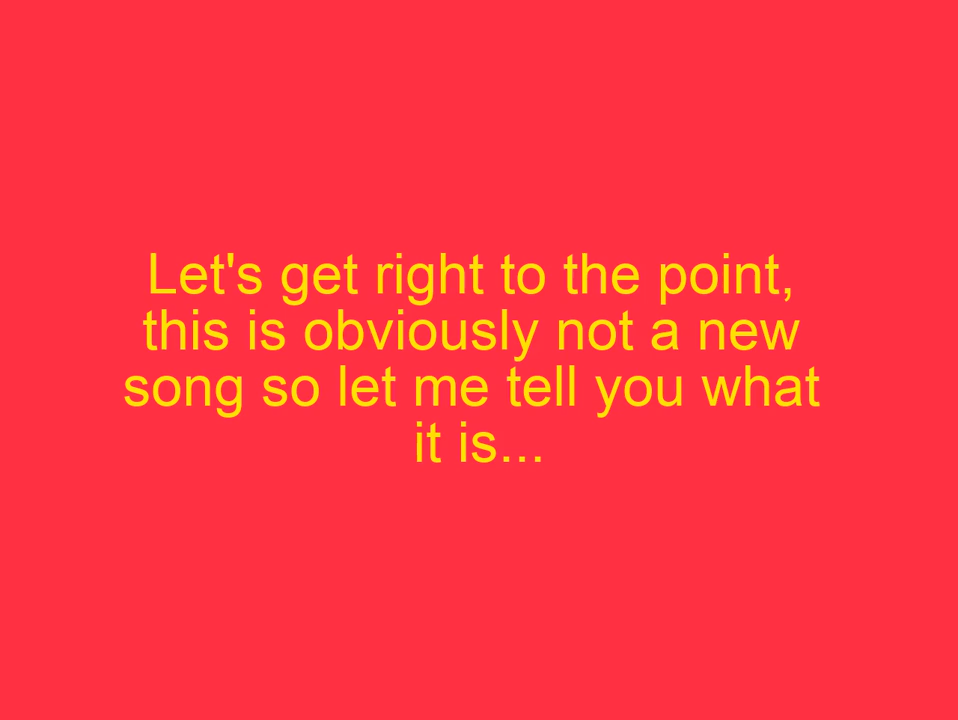 Let's get right to the point,
this is obviously not a new
song so let me tell you what
it is...